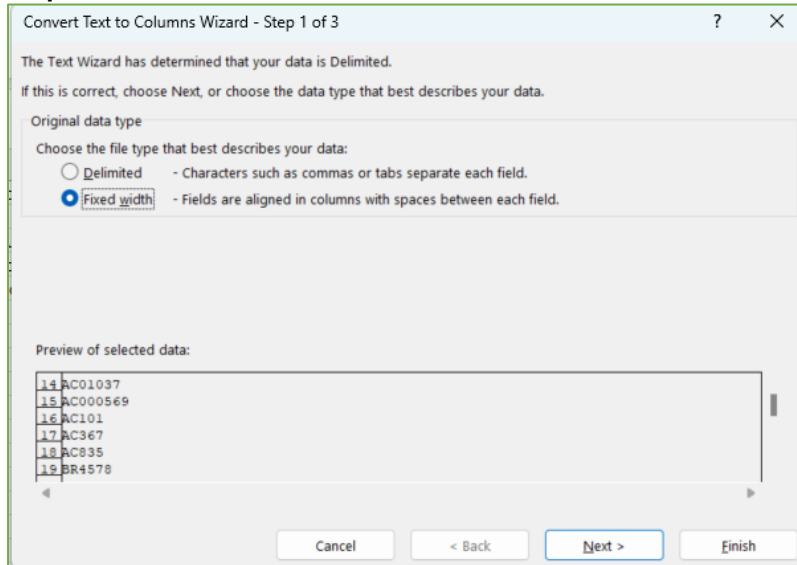 Convert Text to Columns Wizard - Step 1 of 3 ? ×
The Text Wizard has determined that your data is Delimited.
If this is correct, choose Next, or choose the data type that best describes your data.
Original data type
Choose the file type that best describes your data:
Delimited - Characters such as commas or tabs separate each field.
Fixed width - Fields are aligned in columns with spaces between each field.
Preview of selected data:
14 AC01037
15 AC000569
16 AC101
17 AC367
18 AC835
19 BR4578
Cancel < Back Next > Finish